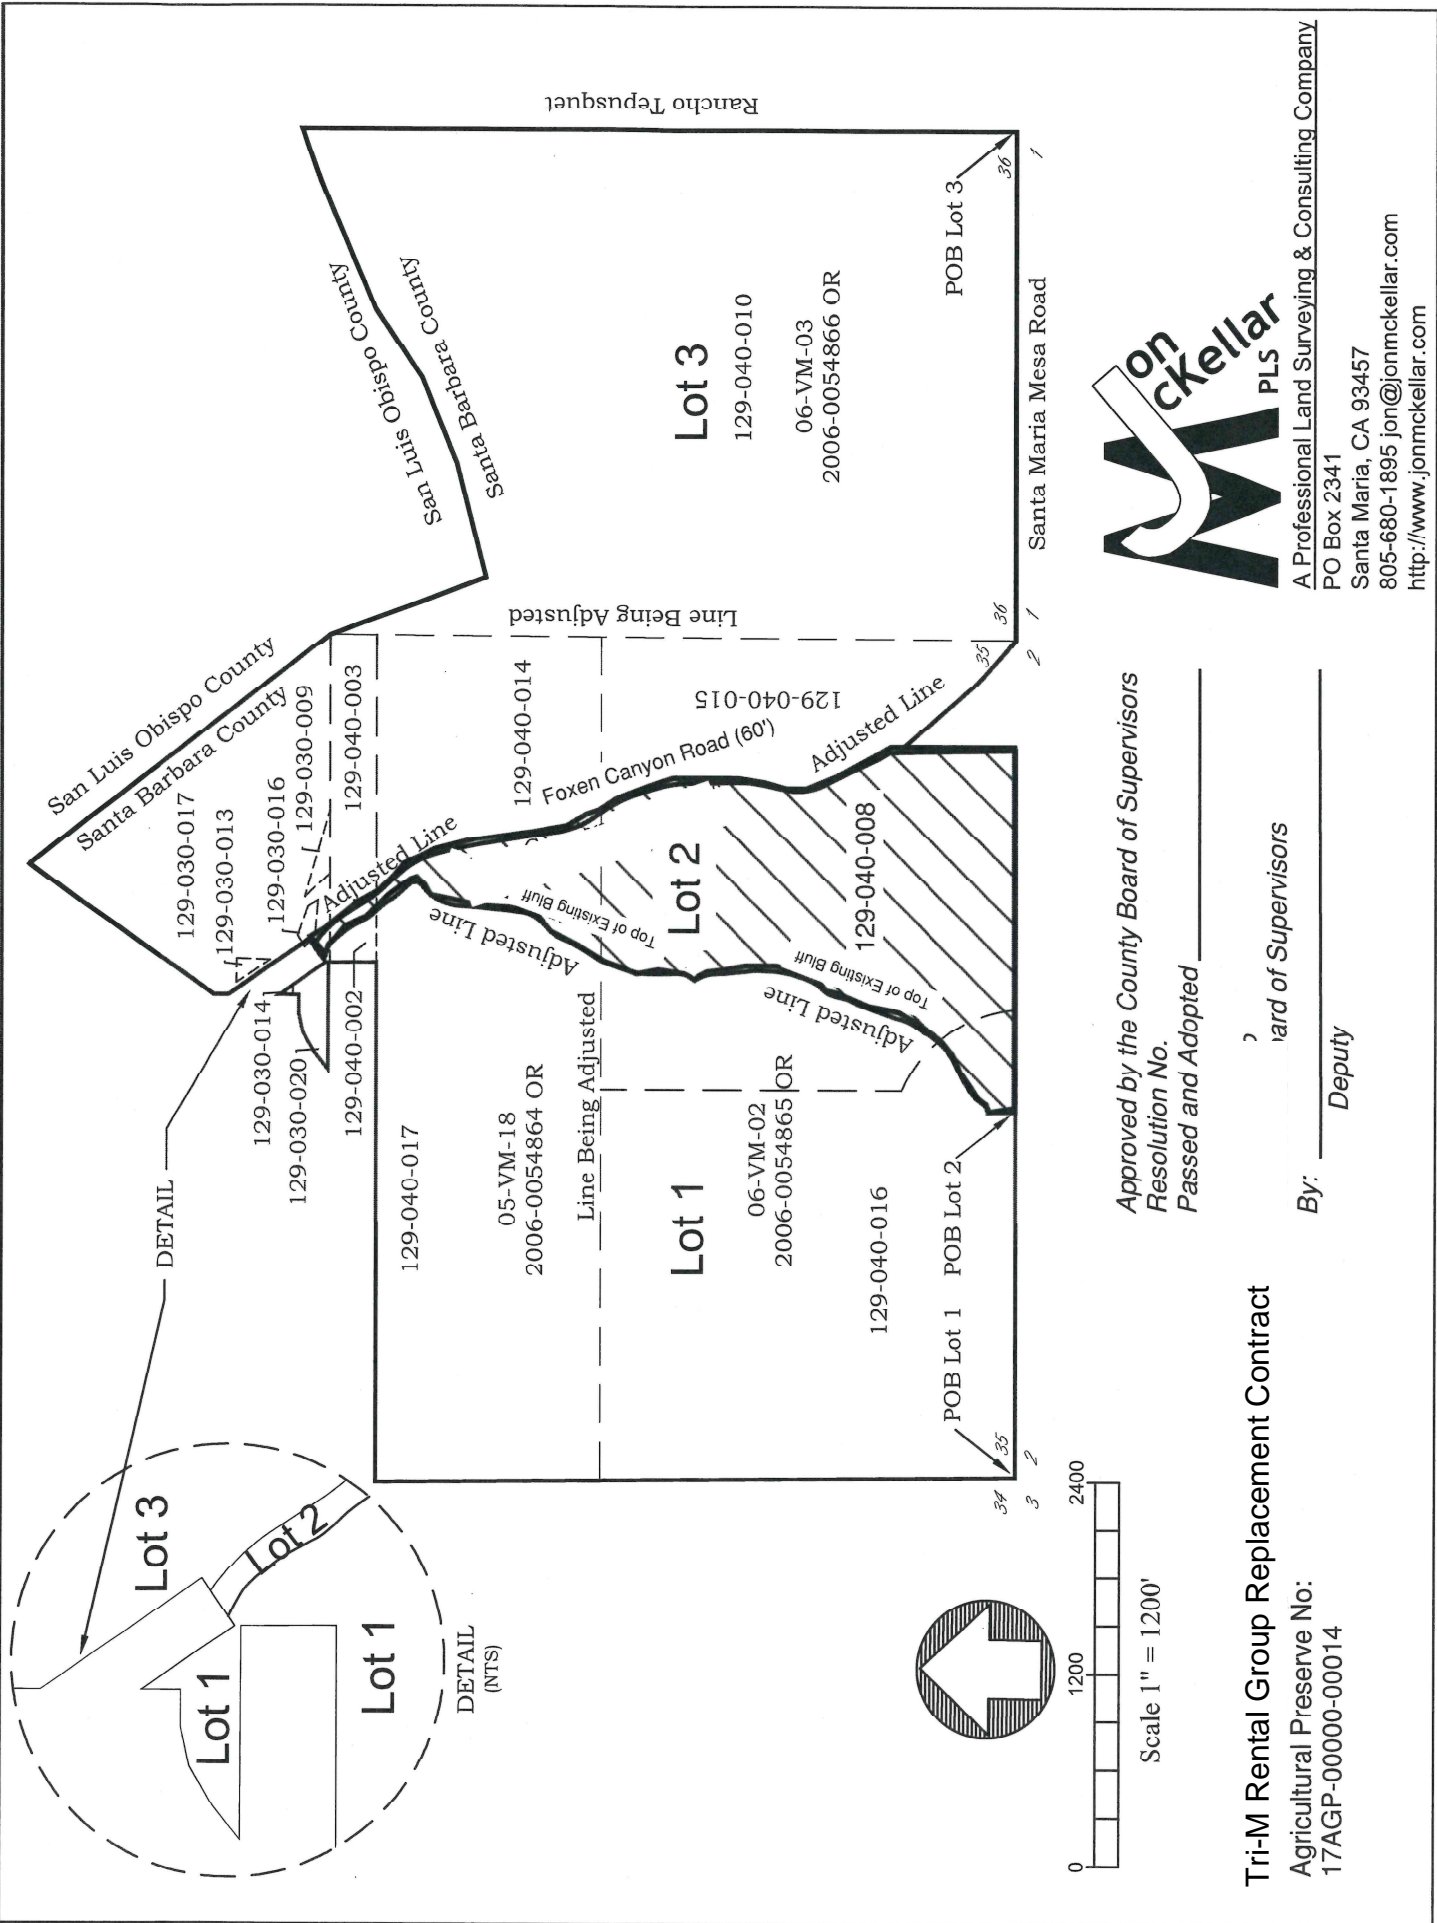 Lot 3
Lot 2
Lot 1
Lot 1
DETAIL
(NTS)
DETAIL
San Luis Obispo County
Santa Barbara County
129-030-017
129-030-013
129-030-016
129-030-009
129-030-014
129-030-020
129-040-002
129-040-003
Adjusted Line
San Luis Obispo County
Santa Barbara County
Rancho Tepusquet
129-040-017
05-VM-18
2006-0054864 OR
Line Being Adjusted
129-040-014
Line Being Adjusted
Adjusted Line
Top of Existing Bluff
Foxen Canyon Road (60')
129-040-015
Adjusted Line
Lot 1
06-VM-02
2006-0054865 OR
129-040-016
Lot 2
129-040-008
Top of Existing Bluff
Adjusted Line
Lot 3
129-040-010
06-VM-03
2006-0054866 OR
POB Lot 1
POB Lot 2
POB Lot 3
34
35
3
2
35
36
2
1
36
1
Santa Maria Mesa Road
0
1200
2400
Scale 1" = 1200'
Tri-M Rental Group Replacement Contract
Agricultural Preserve No:
17AGP-00000-00014
Approved by the County Board of Supervisors
Resolution No.
Passed and Adopted
ard of Supervisors
By:
Deputy
Jon
McKellar
PLS
A Professional Land Surveying & Consulting Company
PO Box 2341
Santa Maria, CA 93457
805-680-1895 jon@jonmckellar.com
http://www.jonmckellar.com